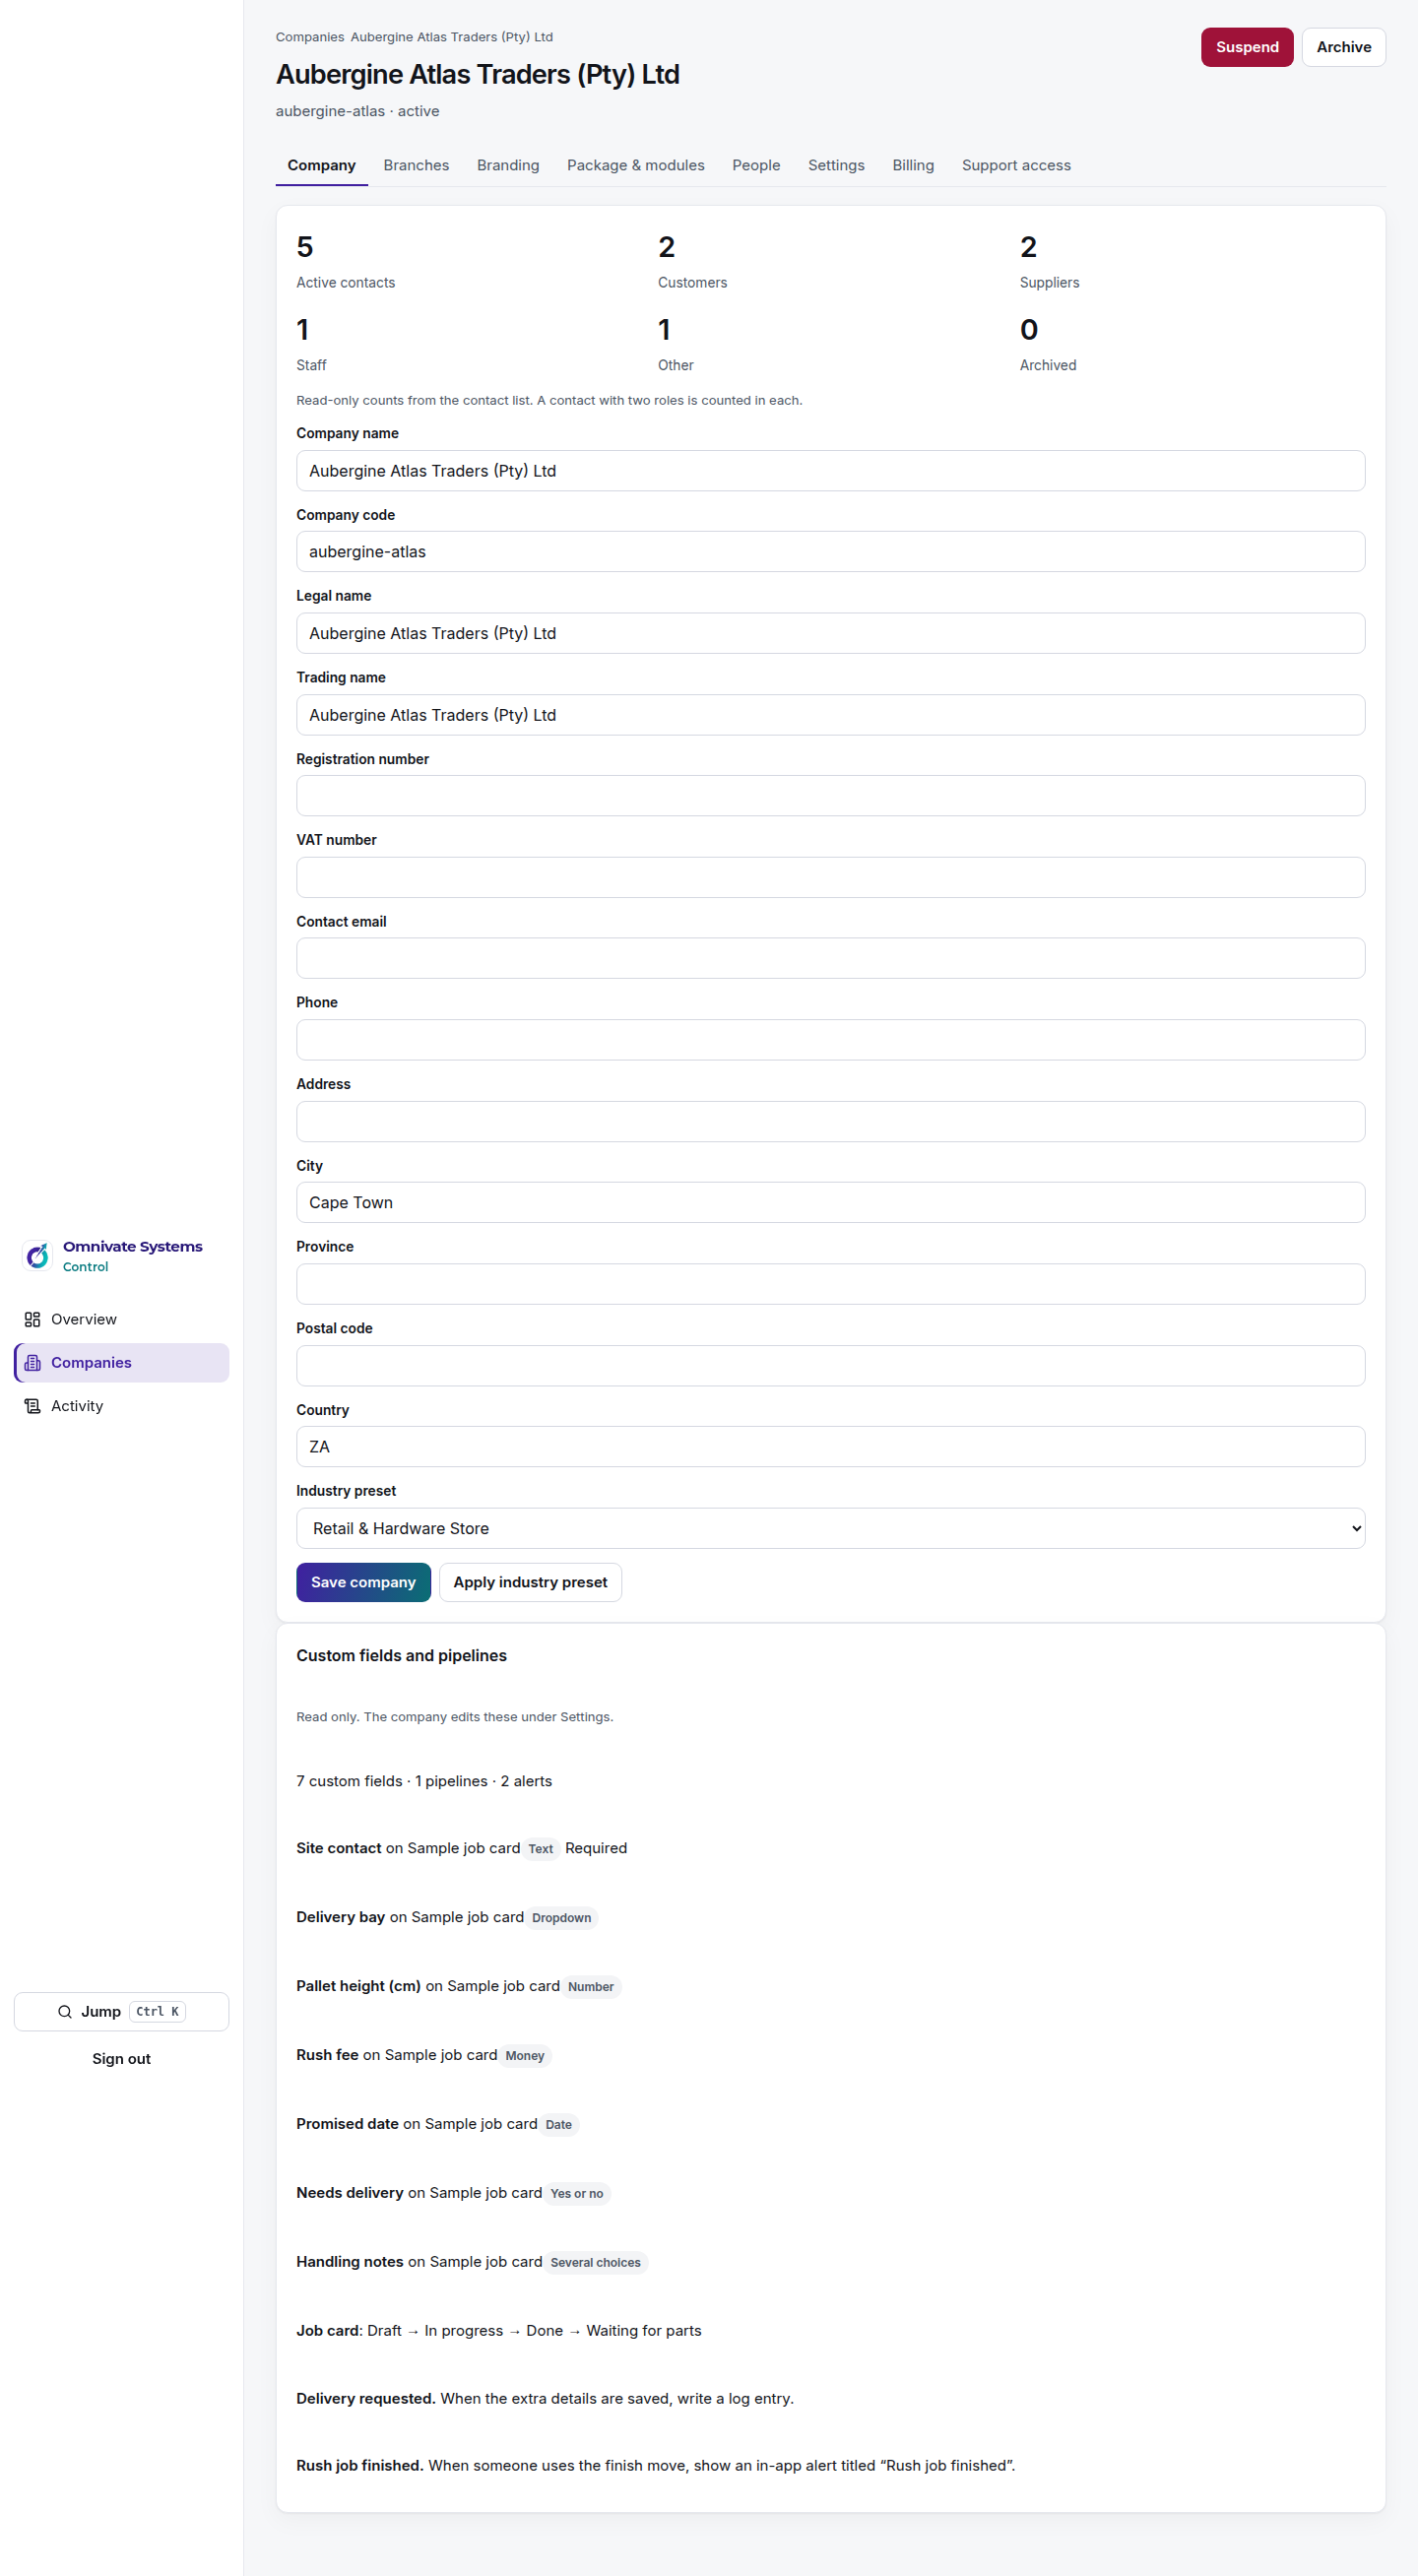 Omnivate Systems
Control
Overview
Companies
Activity
Jump Ctrl K
Sign out
Companies Aubergine Atlas Traders (Pty) Ltd
Aubergine Atlas Traders (Pty) Ltd
aubergine-atlas · active
Suspend Archive
Company Branches Branding Package & modules People Settings Billing Support access
5 2 2
Active contacts Customers Suppliers
1 1 0
Staff Other Archived
Read-only counts from the contact list. A contact with two roles is counted in each.
Company name
Aubergine Atlas Traders (Pty) Ltd
Company code
aubergine-atlas
Legal name
Aubergine Atlas Traders (Pty) Ltd
Trading name
Aubergine Atlas Traders (Pty) Ltd
Registration number
VAT number
Contact email
Phone
Address
City
Cape Town
Province
Postal code
Country
ZA
Industry preset
Retail & Hardware Store
Save company Apply industry preset
Custom fields and pipelines
Read only. The company edits these under Settings.
7 custom fields · 1 pipelines · 2 alerts
Site contact on Sample job card Text Required
Delivery bay on Sample job card Dropdown
Pallet height (cm) on Sample job card Number
Rush fee on Sample job card Money
Promised date on Sample job card Date
Needs delivery on Sample job card Yes or no
Handling notes on Sample job card Several choices
Job card: Draft → In progress → Done → Waiting for parts
Delivery requested. When the extra details are saved, write a log entry.
Rush job finished. When someone uses the finish move, show an in-app alert titled “Rush job finished”.